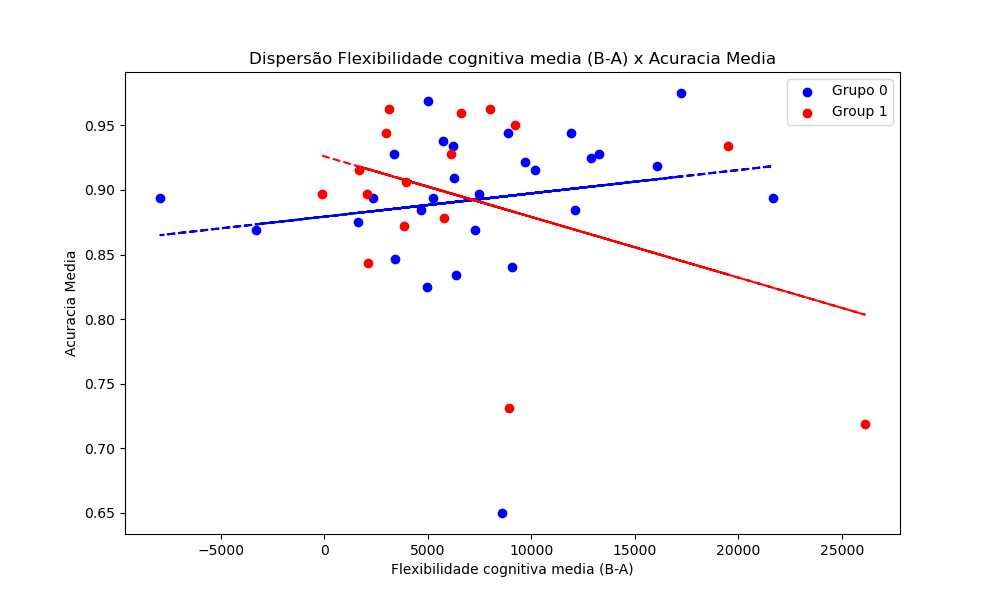 Dispersão Flexibilidade cognitiva media (B-A) x Acuracia Media
Grupo 0
Group 1
0.95
0.90
0.85
0.80
0.75
0.70
0.65
Acuracia Media
−5000
0
5000
10000
15000
20000
25000
Flexibilidade cognitiva media (B-A)